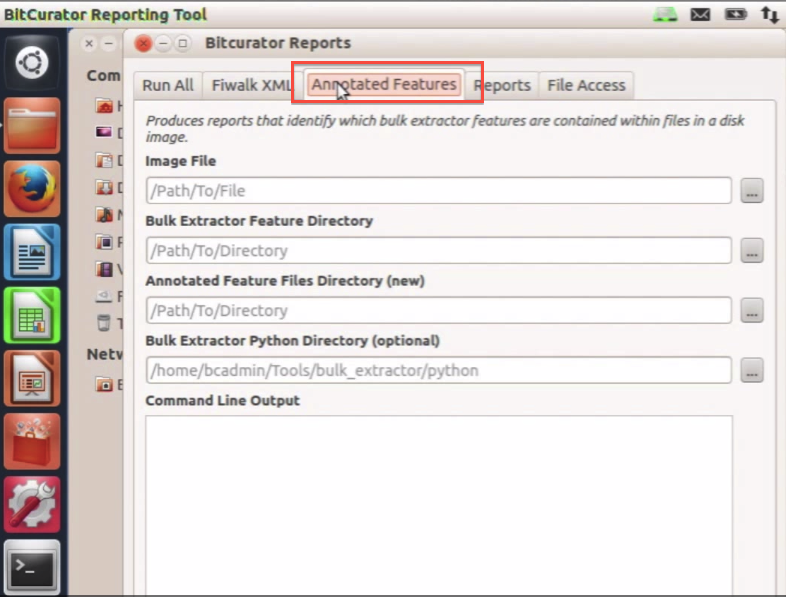 BitCurator Reporting Tool
Bitcurator Reports
Com
Run All
Fiwalk XML
Annotated Features
Reports
File Access
Produces reports that identify which bulk extractor features are contained within files in a disk
image.
Image File
/Path/To/File
...
Bulk Extractor Feature Directory
/Path/To/Directory
...
Annotated Feature Files Directory (new)
/Path/To/Directory
...
Bulk Extractor Python Directory (optional)
/home/bcadmin/Tools/bulk_extractor/python
...
Netw
Command Line Output
>_